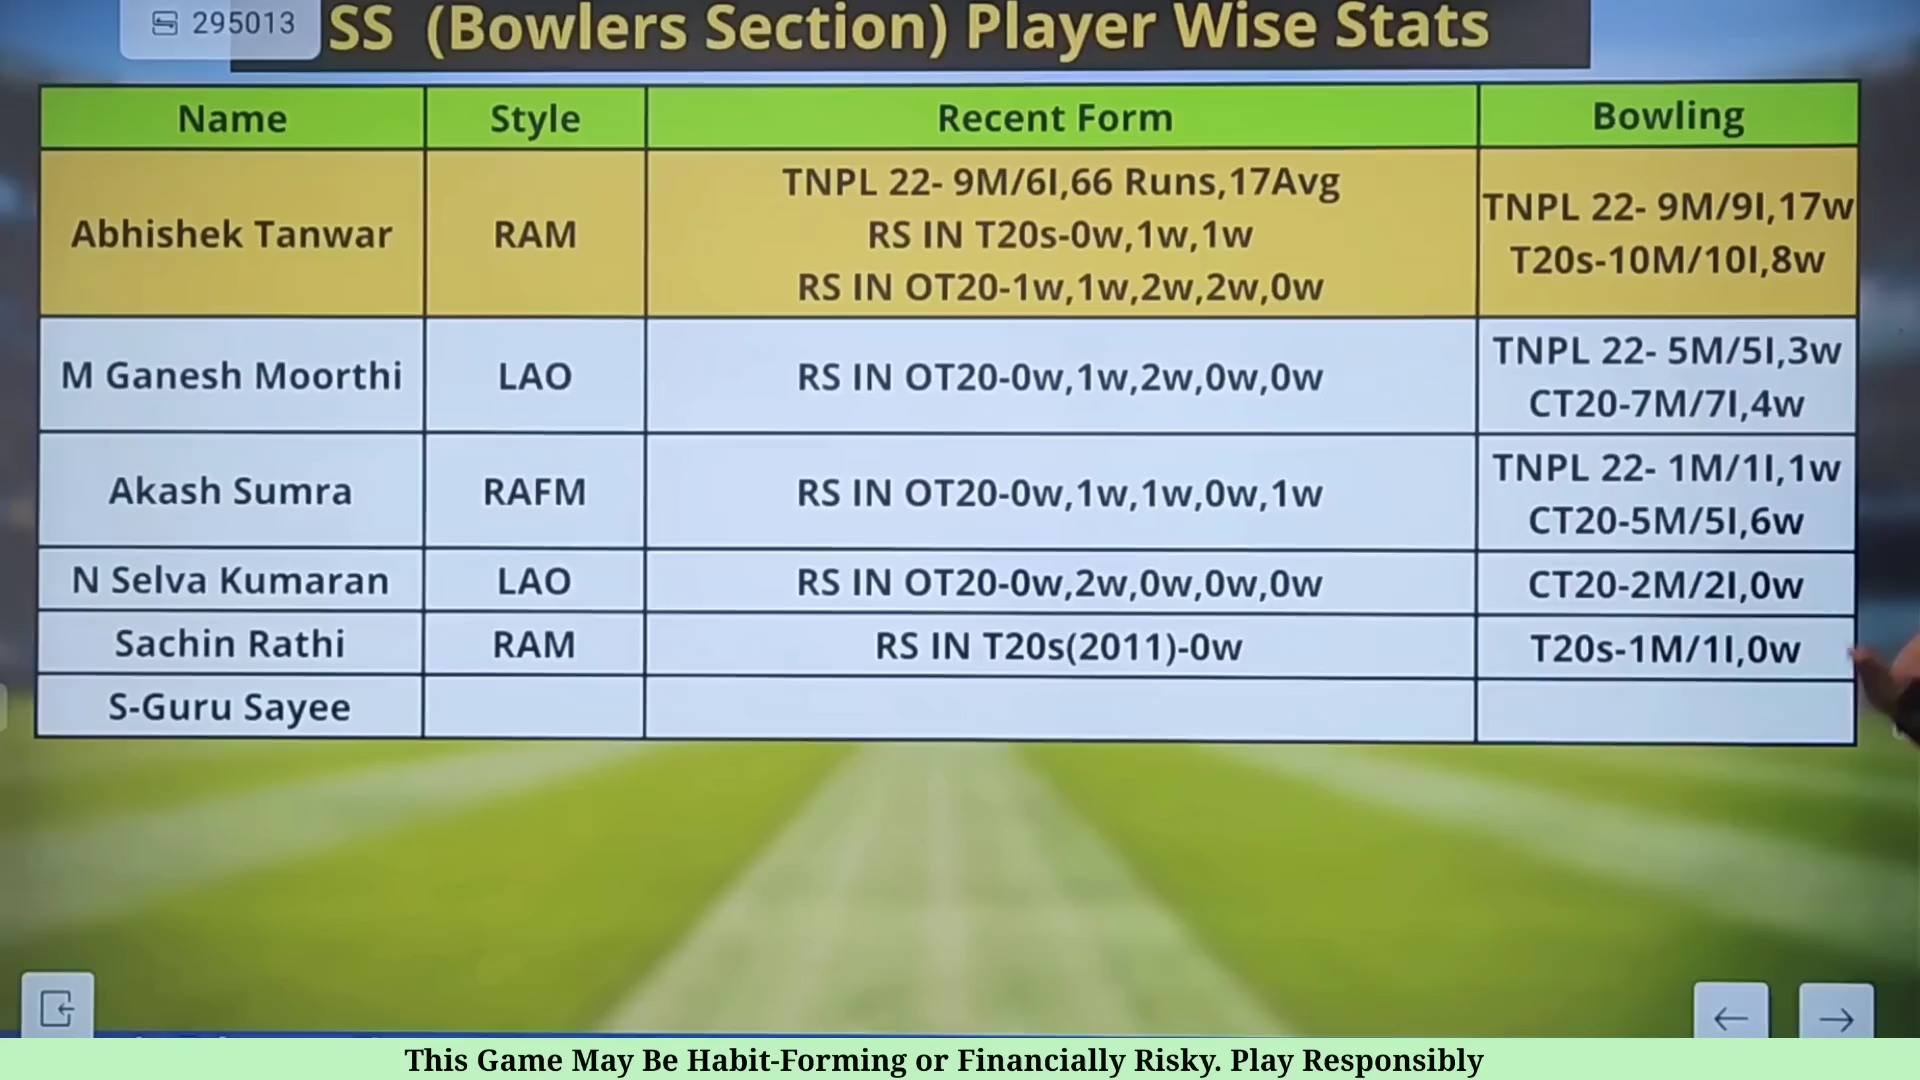 295013
SS (Bowlers Section) Player Wise Stats
Name Style Recent Form Bowling
Abhishek Tanwar RAM
TNPL 22- 9M/6I,66 Runs,17Avg
RS IN T20s-0w,1w,1w
RS IN OT20-1w,1w,2w,2w,0w
TNPL 22- 9M/9I,17w
T20s-10M/10I,8w
M Ganesh Moorthi LAO RS IN OT20-0w,1w,2w,0w,0w
TNPL 22- 5M/5I,3w
CT20-7M/7I,4w
Akash Sumra RAFM RS IN OT20-0w,1w,1w,0w,1w
TNPL 22- 1M/1I,1w
CT20-5M/5I,6w
N Selva Kumaran LAO RS IN OT20-0w,2w,0w,0w,0w CT20-2M/2I,0w
Sachin Rathi RAM RS IN T20s(2011)-0w T20s-1M/1I,0w
S-Guru Sayee
This Game May Be Habit-Forming or Financially Risky. Play Responsibly